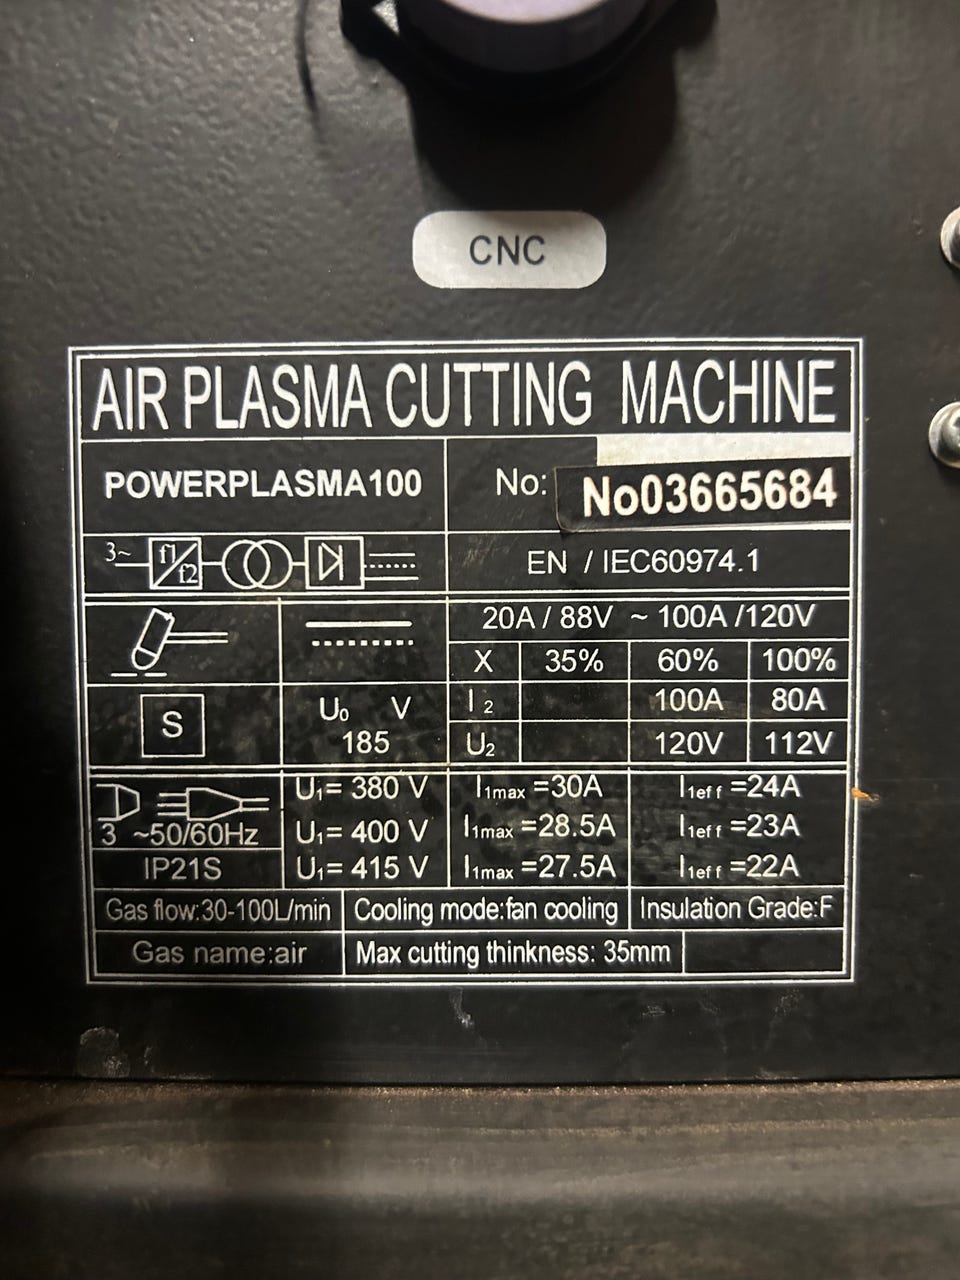 CNC
AIR PLASMA CUTTING MACHINE
POWERPLASMA100 No: No03665684
3~ f1 f2 EN / IEC60974.1
20A / 88V ~ 100A /120V
X 35% 60% 100%
S U₀ V I 2 100A 80A
185 U2 120V 112V
U1= 380 V I1max =30A I1eff =24A
3 ~50/60Hz U1= 400 V I1max =28.5A I1eff =23A
IP21S U1= 415 V I1max =27.5A I1eff =22A
Gas flow:30-100L/min Cooling mode:fan cooling Insulation Grade:F
Gas name:air Max cutting thinkness: 35mm